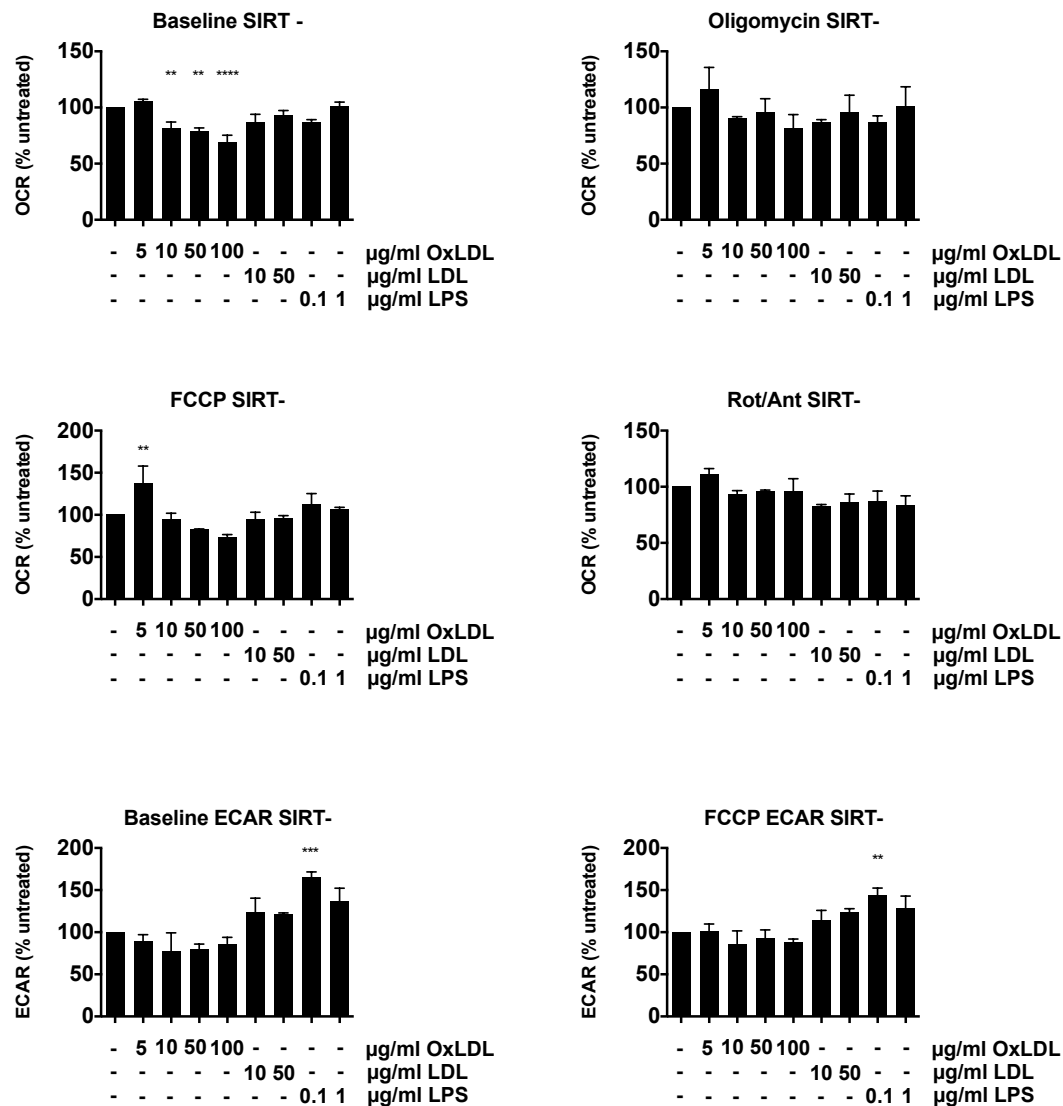 Baseline SIRT -
OCR (% untreated)
150
100
50
0
** ** ****
- 5 10 50 100 - - - - µg/ml OxLDL
- - - - - 10 50 - - µg/ml LDL
- - - - - - - 0.1 1 µg/ml LPS
Oligomycin SIRT-
OCR (% untreated)
150
100
50
0
- 5 10 50 100 - - - - µg/ml OxLDL
- - - - - 10 50 - - µg/ml LDL
- - - - - - - 0.1 1 µg/ml LPS
FCCP SIRT-
OCR (% untreated)
200
150
100
50
0
**
- 5 10 50 100 - - - - µg/ml OxLDL
- - - - - 10 50 - - µg/ml LDL
- - - - - - - 0.1 1 µg/ml LPS
Rot/Ant SIRT-
OCR (% untreated)
150
100
50
0
- 5 10 50 100 - - - - µg/ml OxLDL
- - - - - 10 50 - - µg/ml LDL
- - - - - - - 0.1 1 µg/ml LPS
Baseline ECAR SIRT-
ECAR (% untreated)
200
150
100
50
0
***
- 5 10 50 100 - - - - µg/ml OxLDL
- - - - - 10 50 - - µg/ml LDL
- - - - - - - 0.1 1 µg/ml LPS
FCCP ECAR SIRT-
ECAR (% untreated)
200
150
100
50
0
**
- 5 10 50 100 - - - - µg/ml OxLDL
- - - - - 10 50 - - µg/ml LDL
- - - - - - - 0.1 1 µg/ml LPS